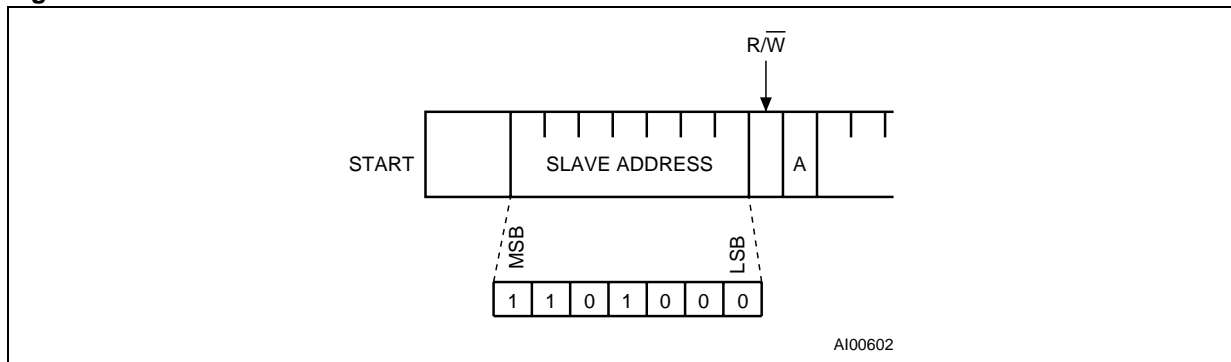 R/W̅
START
SLAVE ADDRESS
A
MSB
LSB
1 1 0 1 0 0 0
AI00602